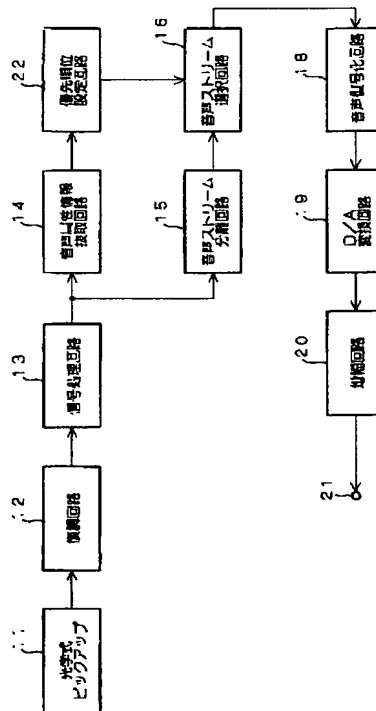 11
光学式
ピックアップ
12
復調回路
13
信号処理回路
14
音声属性情報
抜取回路
22
優先順位
設定回路
15
音声ストリーム
分離回路
16
音声ストリーム
選択回路
18
音声復号化回路
19
D/A
変換回路
20
増幅回路
21